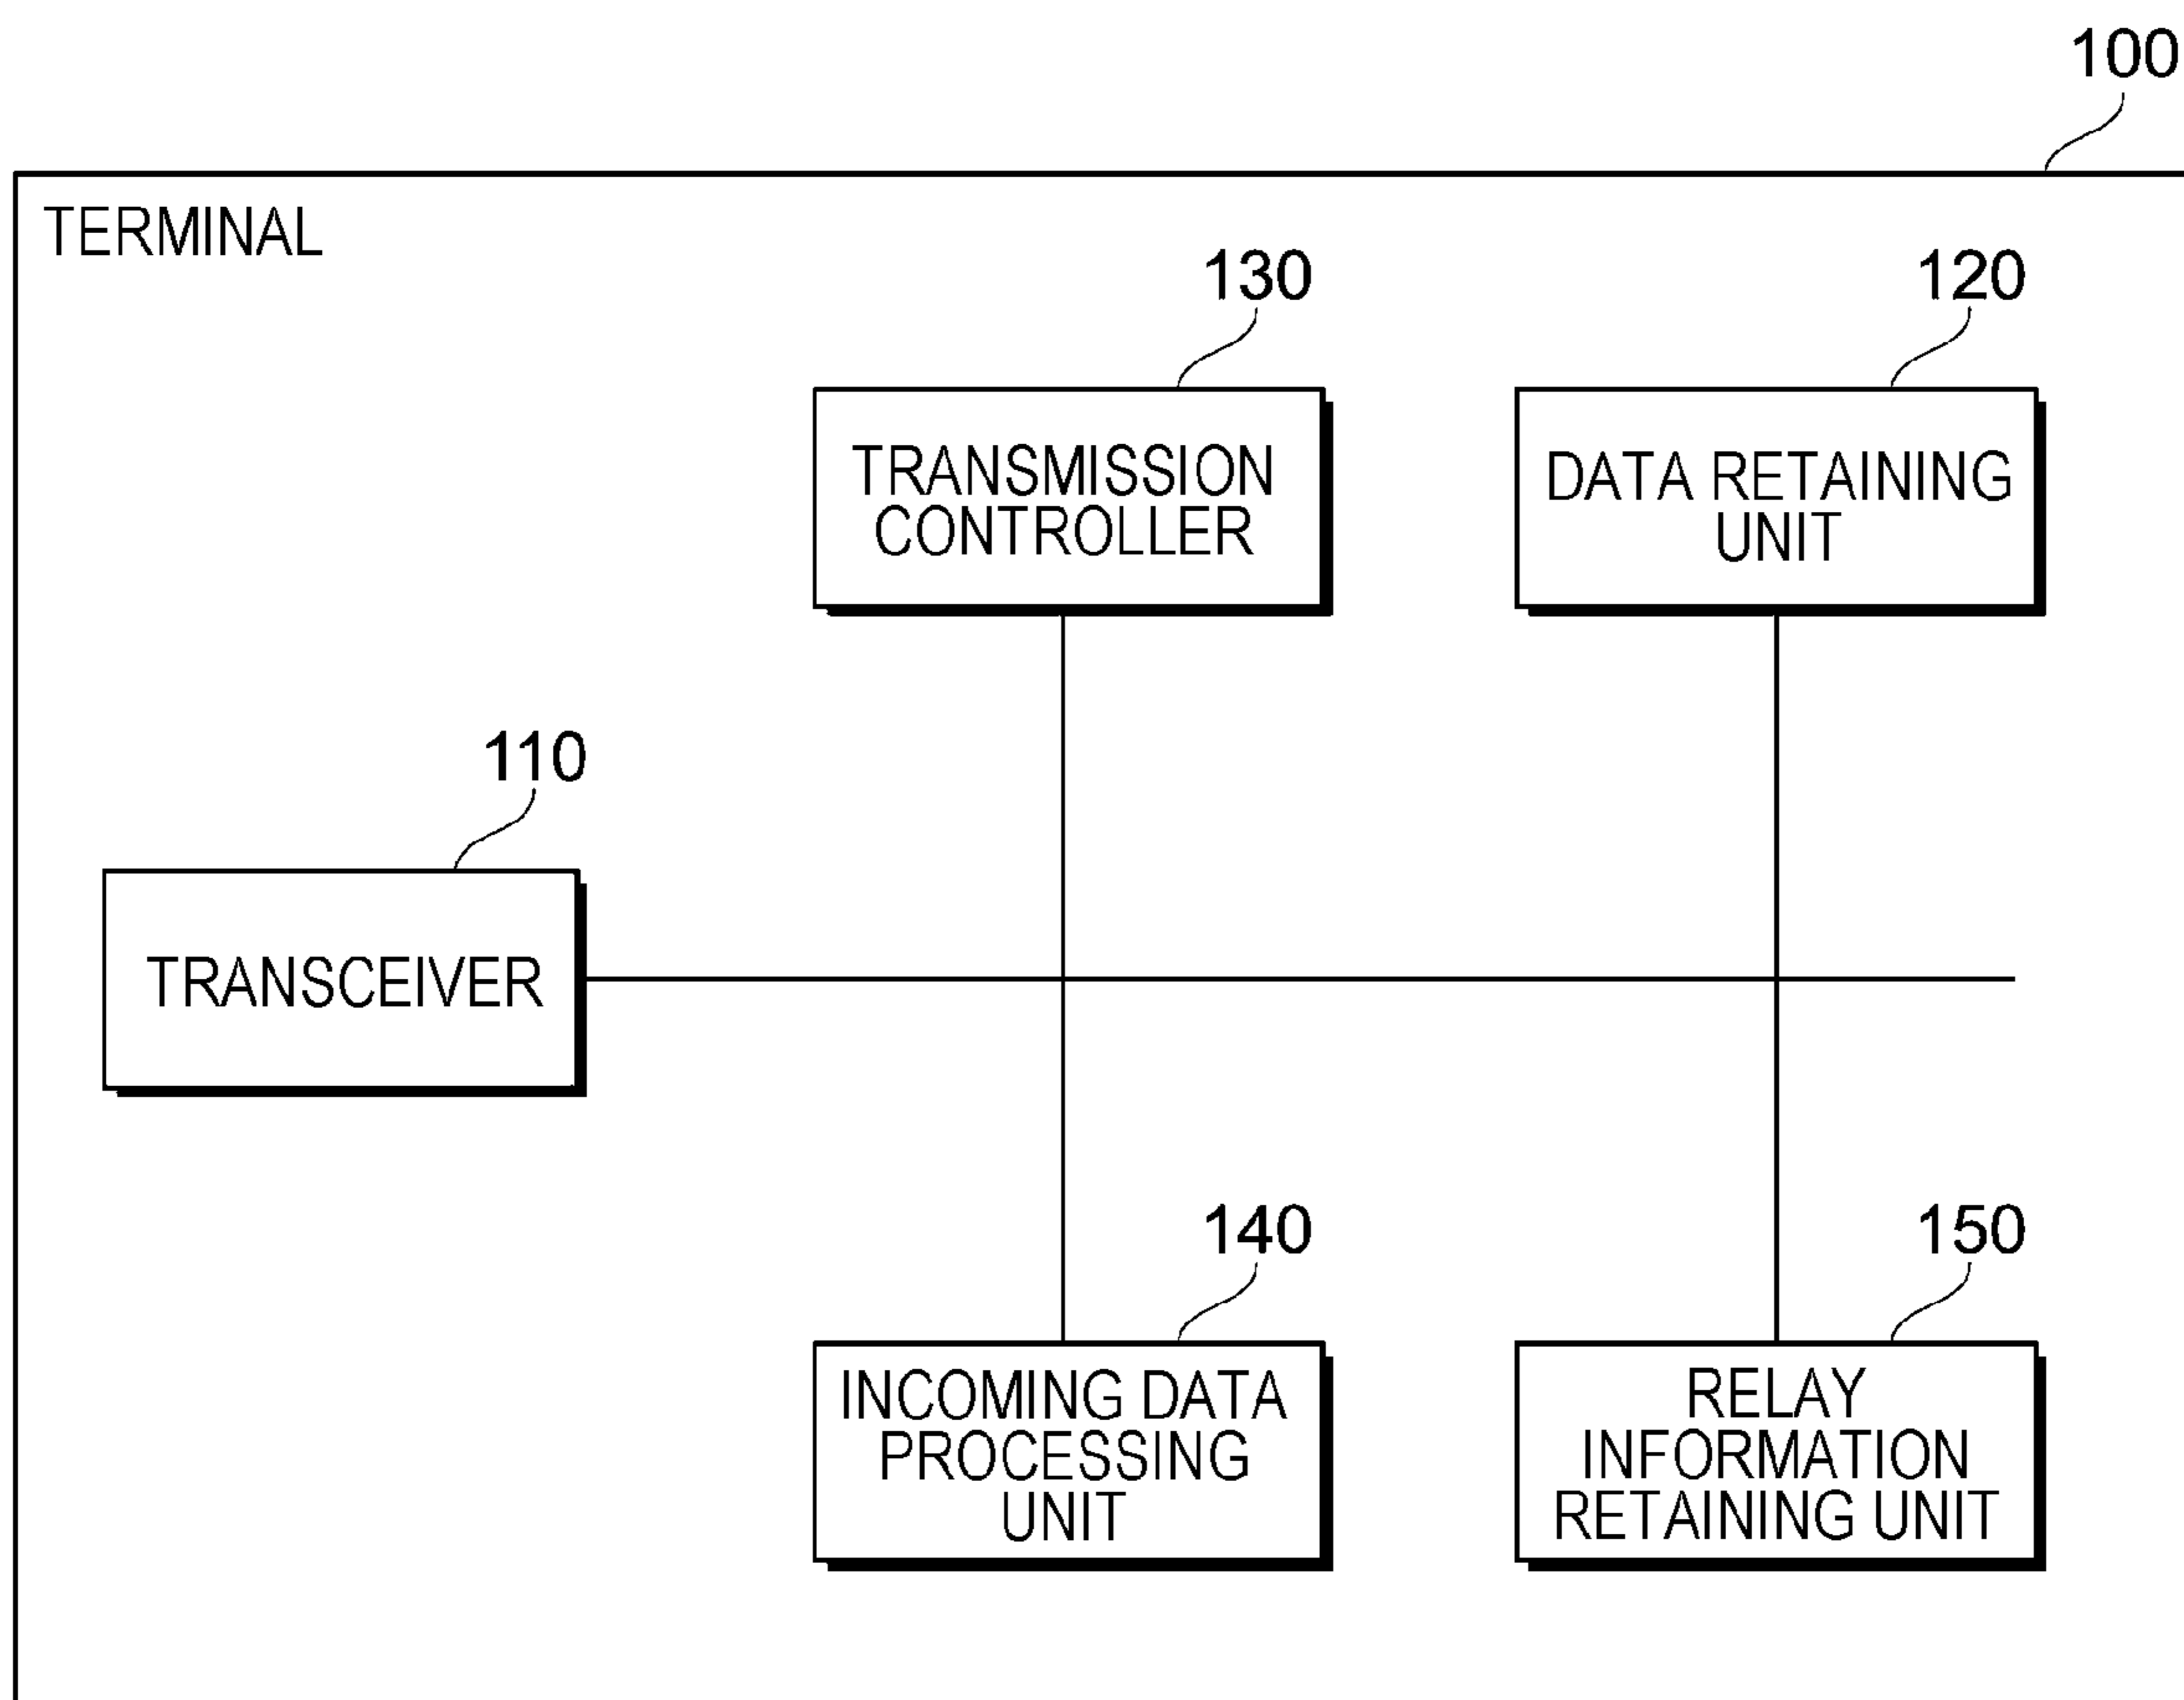 100
TERMINAL
130
120
TRANSMISSION
CONTROLLER
DATA RETAINING
UNIT
110
TRANSCEIVER
140
150
INCOMING DATA
PROCESSING
UNIT
RELAY
INFORMATION
RETAINING UNIT